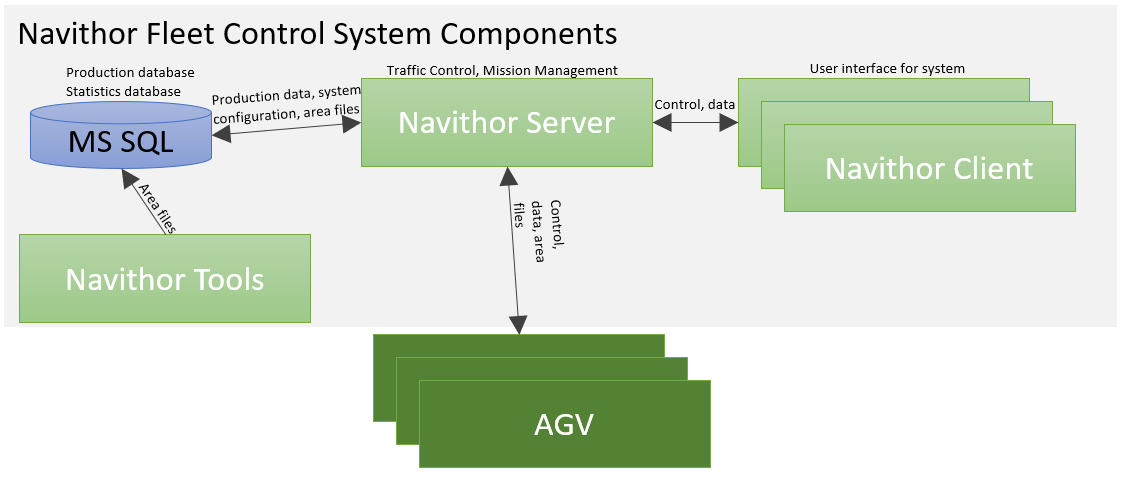 Navithor Fleet Control System Components
Production database
Statistics database
MS SQL
Production data, system
configuration, area files
Traffic Control, Mission Management
Navithor Server
Control, data
User interface for system
Navithor Client
Area files
Navithor Tools
Control,
data, area
files
AGV